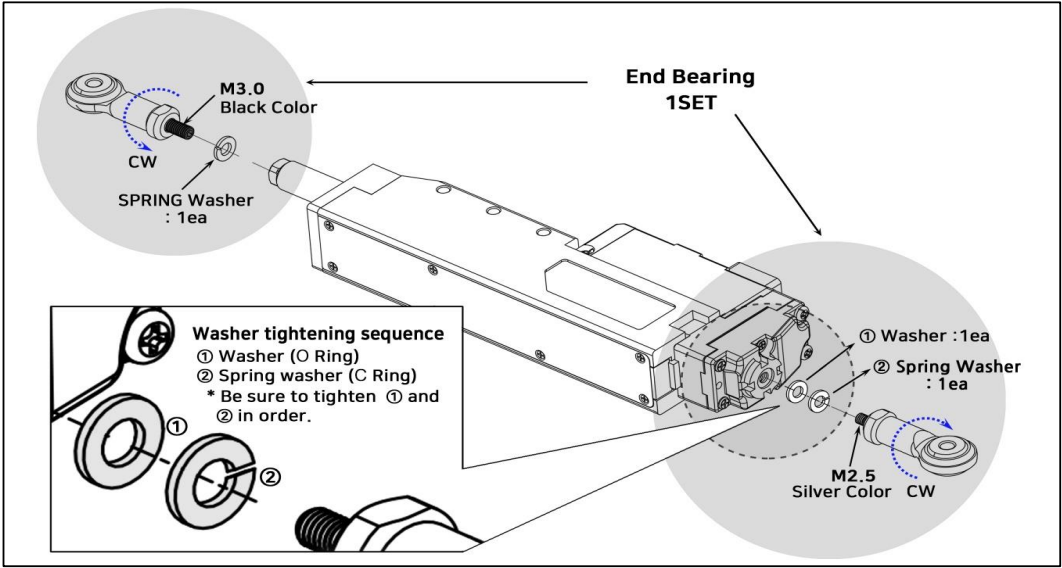 End Bearing
1SET
M3.0
Black Color
CW
SPRING Washer
: 1ea
Washer tightening sequence
① Washer (O Ring)
② Spring washer (C Ring)
* Be sure to tighten ① and
② in order.
①
②
① Washer :1ea
② Spring Washer
: 1ea
M2.5
Silver Color
CW